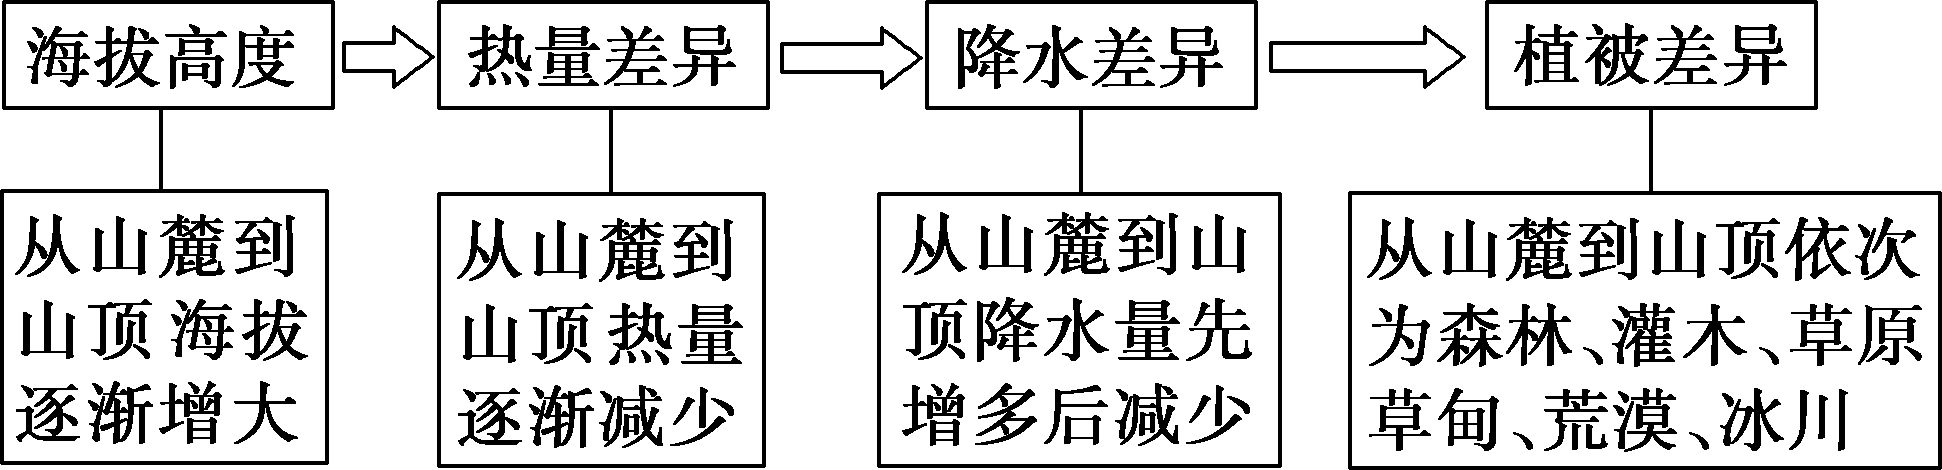 海拔高度
热量差异
降水差异
植被差异
从山麓到
山顶海拔
逐渐增大
从山麓到
山顶热量
逐渐减少
从山麓到山
顶降水量先
增多后减少
从山麓到山顶依次
为森林、灌木、草原
草甸、荒漠、冰川